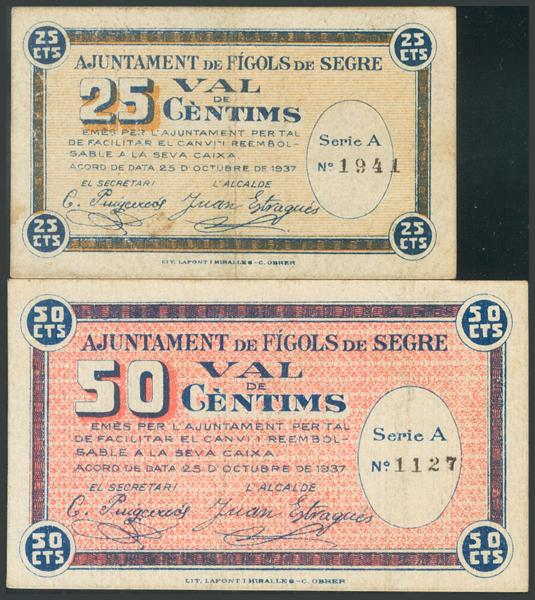 25 CTS 25 CTS
AJUNTAMENT DE FÍGOLS DE SEGRE
25 VAL
DE
CÈNTIMS
EMÈS PER L'AJUNTAMENT PER TAL
DE FACILITAR EL CANVI I REEMBOL-
SABLE A LA SEVA CAIXA
ACORD DE DATA 25 D'OCTUBRE DE 1937
Serie A
Nº 1941
EL SECRETARI L'ALCALDE
Juan Estragués
25 CTS 25 CTS
LIT. LAFONT I MIRALLES - C. OBRER
50 CTS 50 CTS
AJUNTAMENT DE FÍGOLS DE SEGRE
50 VAL
DE
CÈNTIMS
EMÈS PER L'AJUNTAMENT PER TAL
DE FACILITAR EL CANVI I REEMBOL-
SABLE A LA SEVA CAIXA
ACORD DE DATA 25 D'OCTUBRE DE 1937
Serie A
Nº 1127
EL SECRETARI L'ALCALDE
Juan Estragués
50 CTS 50 CTS
LIT. LAFONT I MIRALLES - C. OBRER